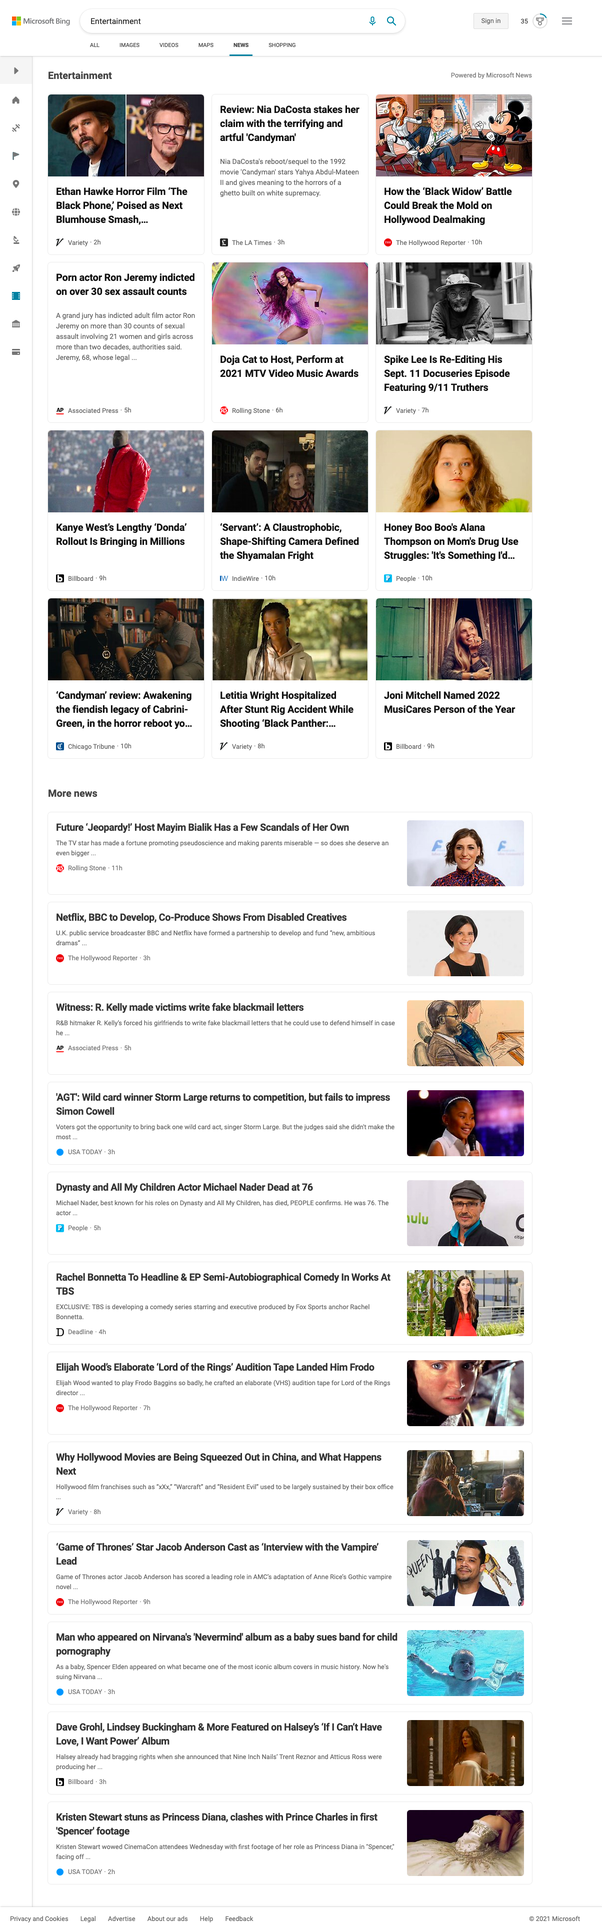 Microsoft Bing
Entertainment
Sign in
35
ALL
IMAGES
VIDEOS
MAPS
NEWS
SHOPPING
Entertainment
Powered by Microsoft News
Ethan Hawke Horror Film 'The
Black Phone,' Poised as Next
Blumhouse Smash,...
Variety · 2h
Review: Nia DaCosta stakes her
claim with the terrifying and
artful 'Candyman'
Nia DaCosta's reboot/sequel to the 1992
movie 'Candyman' stars Yahya Abdul-Mateen
II and gives meaning to the horrors of a
ghetto built on white supremacy.
The LA Times · 3h
How the 'Black Widow' Battle
Could Break the Mold on
Hollywood Dealmaking
The Hollywood Reporter · 10h
Porn actor Ron Jeremy indicted
on over 30 sex assault counts
A grand jury has indicted adult film actor Ron
Jeremy on more than 30 counts of sexual
assault involving 21 women and girls across
more than two decades, authorities said.
Jeremy, 68, whose legal ...
AP Associated Press · 5h
Doja Cat to Host, Perform at
2021 MTV Video Music Awards
Rolling Stone · 6h
Spike Lee Is Re-Editing His
Sept. 11 Docuseries Episode
Featuring 9/11 Truthers
Variety · 7h
Kanye West's Lengthy 'Donda'
Rollout Is Bringing in Millions
Billboard · 9h
'Servant': A Claustrophobic,
Shape-Shifting Camera Defined
the Shyamalan Fright
IW IndieWire · 10h
Honey Boo Boo's Alana
Thompson on Mom's Drug Use
Struggles: 'It's Something I'd...
People · 10h
'Candyman' review: Awakening
the fiendish legacy of Cabrini-
Green, in the horror reboot yo...
Chicago Tribune · 10h
Letitia Wright Hospitalized
After Stunt Rig Accident While
Shooting 'Black Panther:...
Variety · 8h
Joni Mitchell Named 2022
MusiCares Person of the Year
Billboard · 9h
More news
Future 'Jeopardy!' Host Mayim Bialik Has a Few Scandals of Her Own
The TV star has made a fortune promoting pseudoscience and making parents miserable — so does she deserve an
even bigger ...
Rolling Stone · 11h
Netflix, BBC to Develop, Co-Produce Shows From Disabled Creatives
U.K. public service broadcaster BBC and Netflix have formed a partnership to develop and fund "new, ambitious
dramas" ...
The Hollywood Reporter · 3h
Witness: R. Kelly made victims write fake blackmail letters
R&B hitmaker R. Kelly's forced his girlfriends to write fake blackmail letters that he could use to defend himself in case
he ...
AP Associated Press · 5h
'AGT': Wild card winner Storm Large returns to competition, but fails to impress
Simon Cowell
Voters got the opportunity to bring back one wild card act, singer Storm Large. But the judges said she didn't make the
most ...
USA TODAY · 3h
Dynasty and All My Children Actor Michael Nader Dead at 76
Michael Nader, best known for his roles on Dynasty and All My Children, has died, PEOPLE confirms. He was 76. The
actor ...
People · 5h
hulu
Rachel Bonnetta To Headline & EP Semi-Autobiographical Comedy In Works At
TBS
EXCLUSIVE: TBS is developing a comedy series starring and executive produced by Fox Sports anchor Rachel
Bonnetta.
Deadline · 4h
Elijah Wood's Elaborate 'Lord of the Rings' Audition Tape Landed Him Frodo
Elijah Wood wanted to play Frodo Baggins so badly, he crafted an elaborate (VHS) audition tape for Lord of the Rings
director ...
The Hollywood Reporter · 7h
Why Hollywood Movies are Being Squeezed Out in China, and What Happens
Next
Hollywood film franchises such as "xXx," "Warcraft" and "Resident Evil" used to be largely sustained by their box office
...
Variety · 8h
'Game of Thrones' Star Jacob Anderson Cast as 'Interview with the Vampire'
Lead
Game of Thrones actor Jacob Anderson has scored a leading role in AMC's adaptation of Anne Rice's Gothic vampire
novel ...
The Hollywood Reporter · 9h
QUEEN
Man who appeared on Nirvana's 'Nevermind' album as a baby sues band for child
pornography
As a baby, Spencer Elden appeared on what became one of the most iconic album covers in music history. Now he's
suing Nirvana ...
USA TODAY · 3h
Dave Grohl, Lindsey Buckingham & More Featured on Halsey's 'If I Can't Have
Love, I Want Power' Album
Halsey already had bragging rights when she announced that Nine Inch Nails' Trent Reznor and Atticus Ross were
producing her ...
Billboard · 3h
Kristen Stewart stuns as Princess Diana, clashes with Prince Charles in first
'Spencer' footage
Kristen Stewart wowed CinemaCon attendees Wednesday with first footage of her role as Princess Diana in "Spencer,"
facing off ...
USA TODAY · 2h
Privacy and Cookies
Legal
Advertise
About our ads
Help
Feedback
© 2021 Microsoft